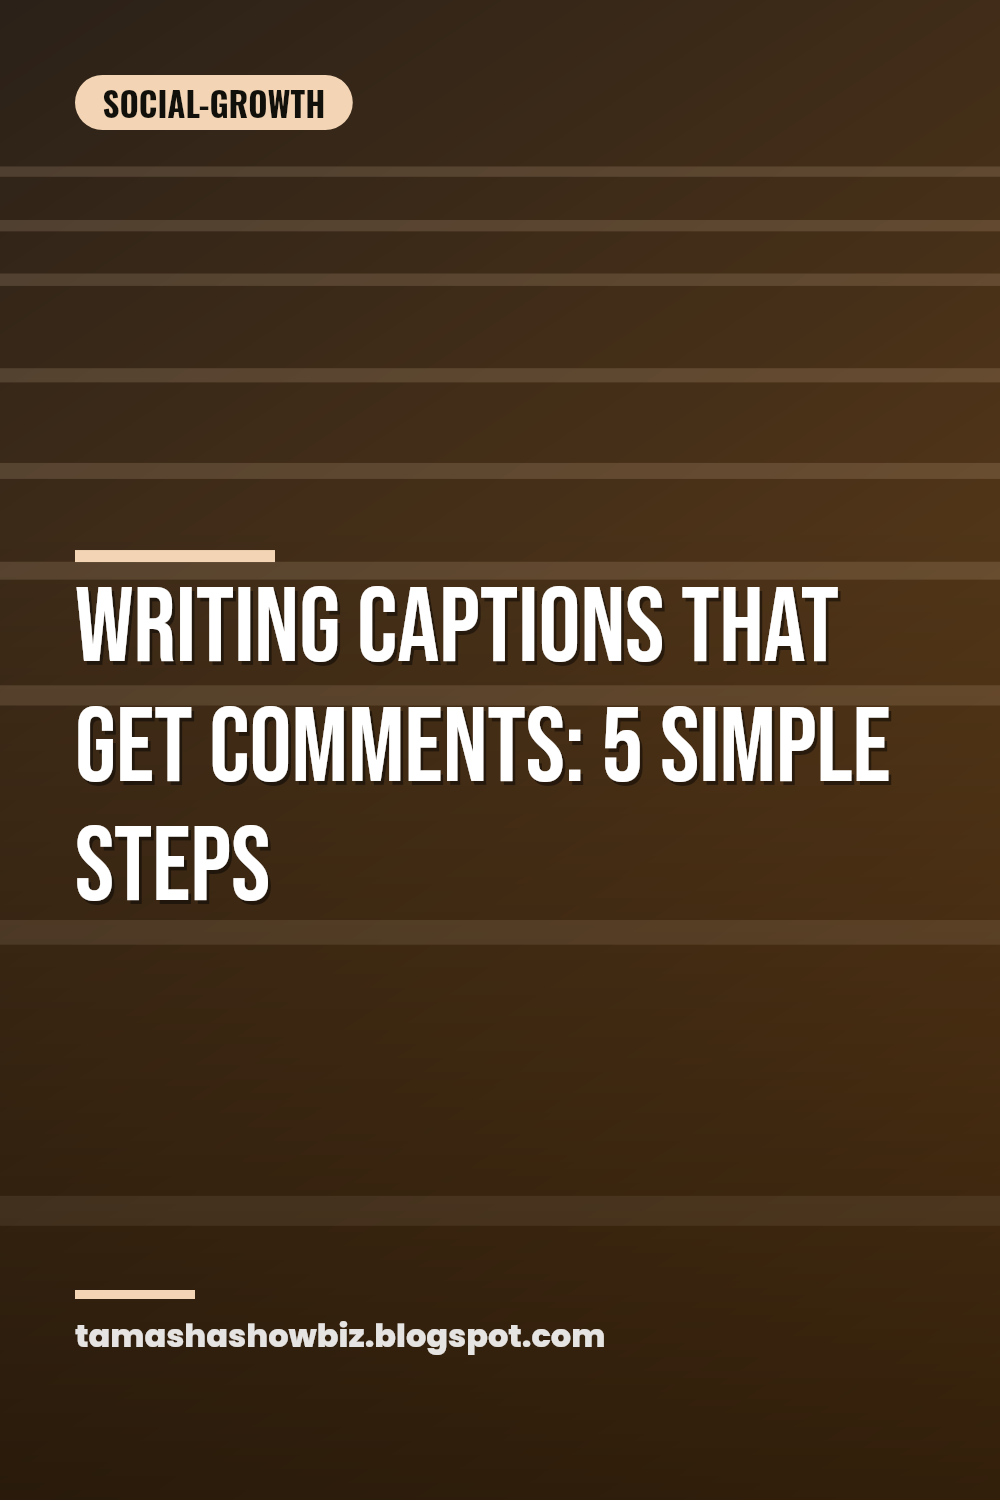 SOCIAL-GROWTH
WRITING CAPTIONS THAT
GET COMMENTS: 5 SIMPLE
STEPS
tamashashowbiz.blogspot.com